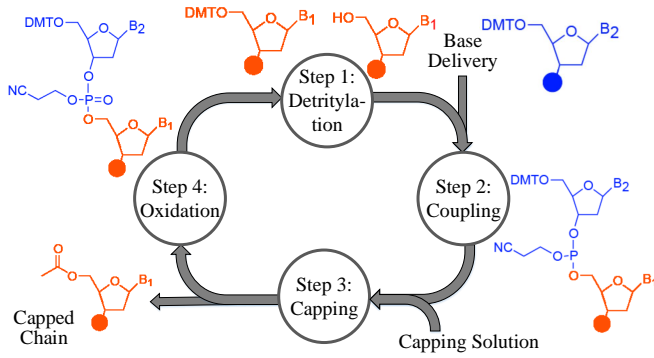 DMTO
B₂
O
O
NC
O
P
O
O
O
B₁
DMTO
B₁
O
HO
B₁
O
Base
Delivery
DMTO
B₂
O
Step 1:
Detrityla-
tion
Step 4:
Oxidation
Step 2:
Coupling
DMTO
B₂
O
O
NC
O
P
O
O
B
Step 3:
Capping
O
O
B₁
O
Capped
Chain
Capping Solution